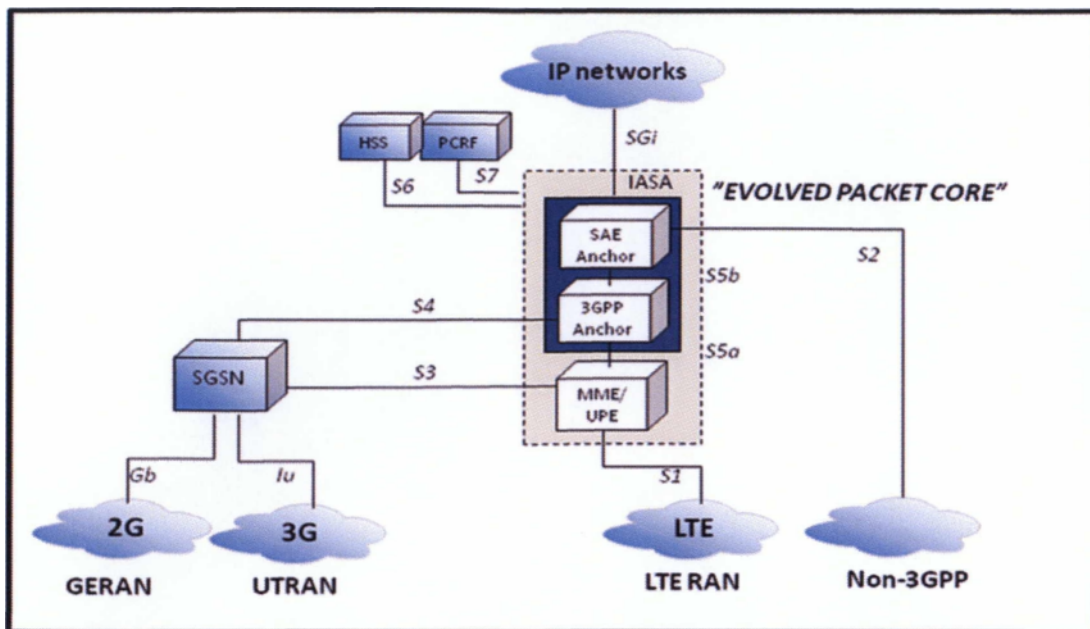 IP networks
HSS
PCRF
SGi
S6
S7
IASA
"EVOLVED PACKET CORE"
SAE
Anchor
S2
S5b
S4
3GPP
Anchor
S5a
SGSN
S3
MME/
UPE
Gb
Iu
S1
2G
3G
LTE
GERAN
UTRAN
LTE RAN
Non-3GPP